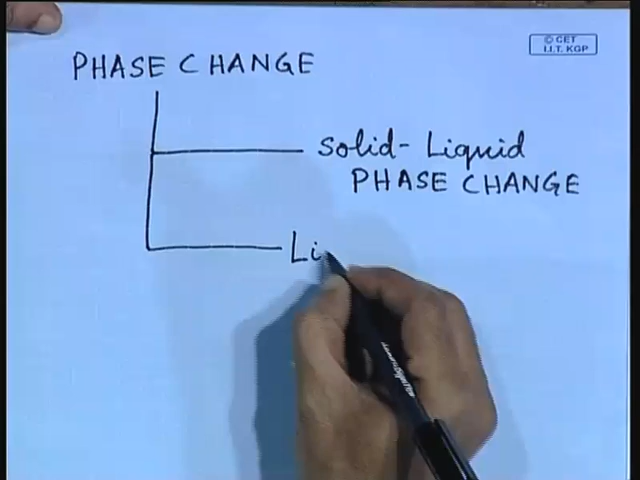 © CET
I.I.T. KGP
PHASE CHANGE
Solid - Liquid
PHASE CHANGE
Li